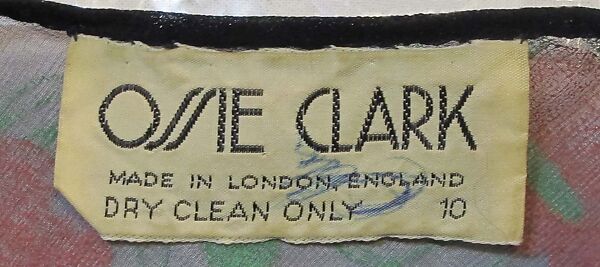 OSSIE CLARK
MADE IN LONDON, ENGLAND
DRY CLEAN ONLY 10